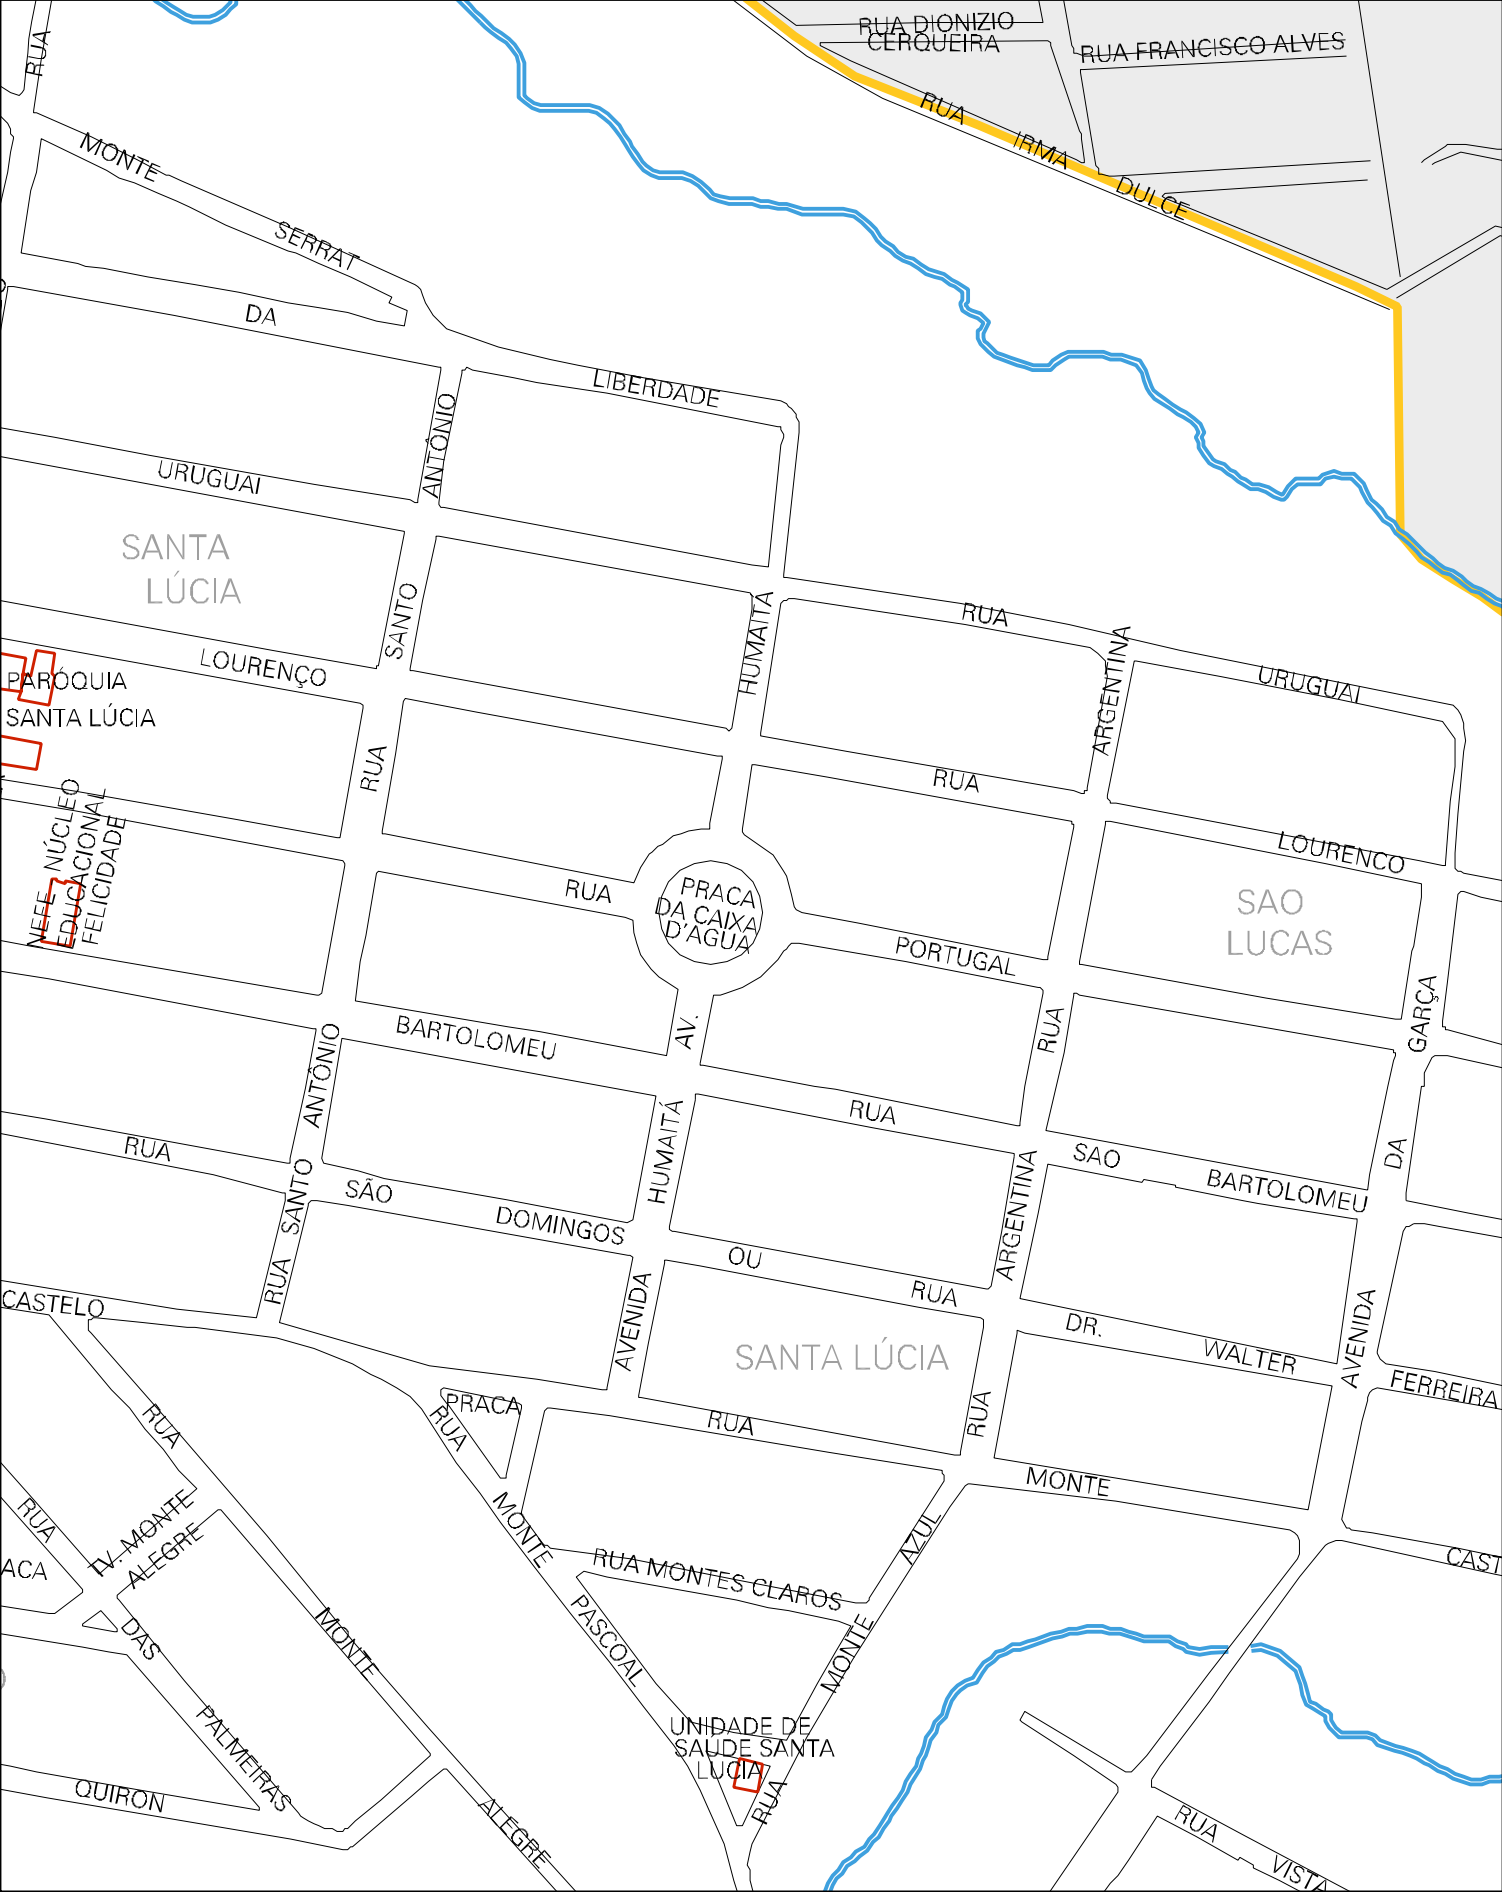 RUA
RUA DIONIZIO
CERQUEIRA
RUA FRANCISCO ALVES
RUA IRMA DULCE
MONTE SERRAT
DA LIBERDADE
URUGUAI
ANTÔNIO
SANTA
LÚCIA
SANTO
HUMAITÁ
RUA
URUGUAI
ARGENTINA
LOURENÇO
PARÓQUIA
SANTA LÚCIA
RUA
RUA
LOURENCO
NEFE NÚCLEO
EDUCACIONAL
FELICIDADE
RUA
PRACA
DA CAIXA
D'AGUA
PORTUGAL
SAO
LUCAS
GARÇA
AV.
RUA
BARTOLOMEU
ANTÔNIO
RUA
SAO
BARTOLOMEU
DA
HUMAITÁ
RUA
SÃO
DOMINGOS
OU
SANTO
ARGENTINA
RUA
RUA
DR.
WALTER
FERREIRA
CASTELO
AVENIDA
AVENIDA
SANTA LÚCIA
PRACA
RUA
RUA
MONTE
RUA
RUA
MONTE
AZUL
CAST
RUA
TV. MONTE
ALEGRE
ACA
RUA MONTES CLAROS
PASCOAL
MONTE
DAS
MONTE
PALMEIRAS
UNIDADE DE
SAÚDE SANTA
LUCIA
RUA
QUIRON
ALEGRE
RUA
VISTA